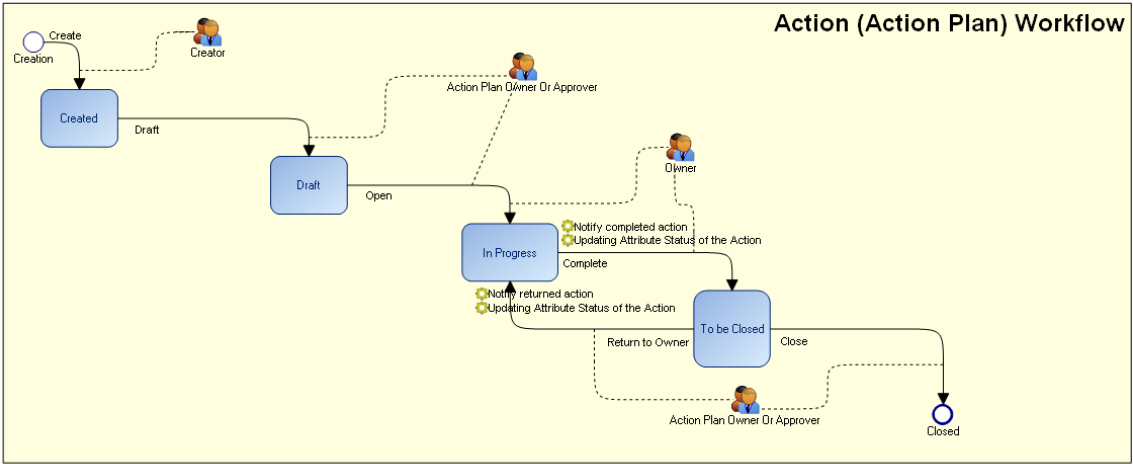 Action (Action Plan) Workflow
Create
Creation
Creator
Action Plan Owner Or Approver
Created
Draft
Owner
Draft
Open
Notify completed action
Updating Attribute Status of the Action
In Progress
Complete
Notify returned action
Updating Attribute Status of the Action
To be Closed
Return to Owner
Close
Action Plan Owner Or Approver
Closed